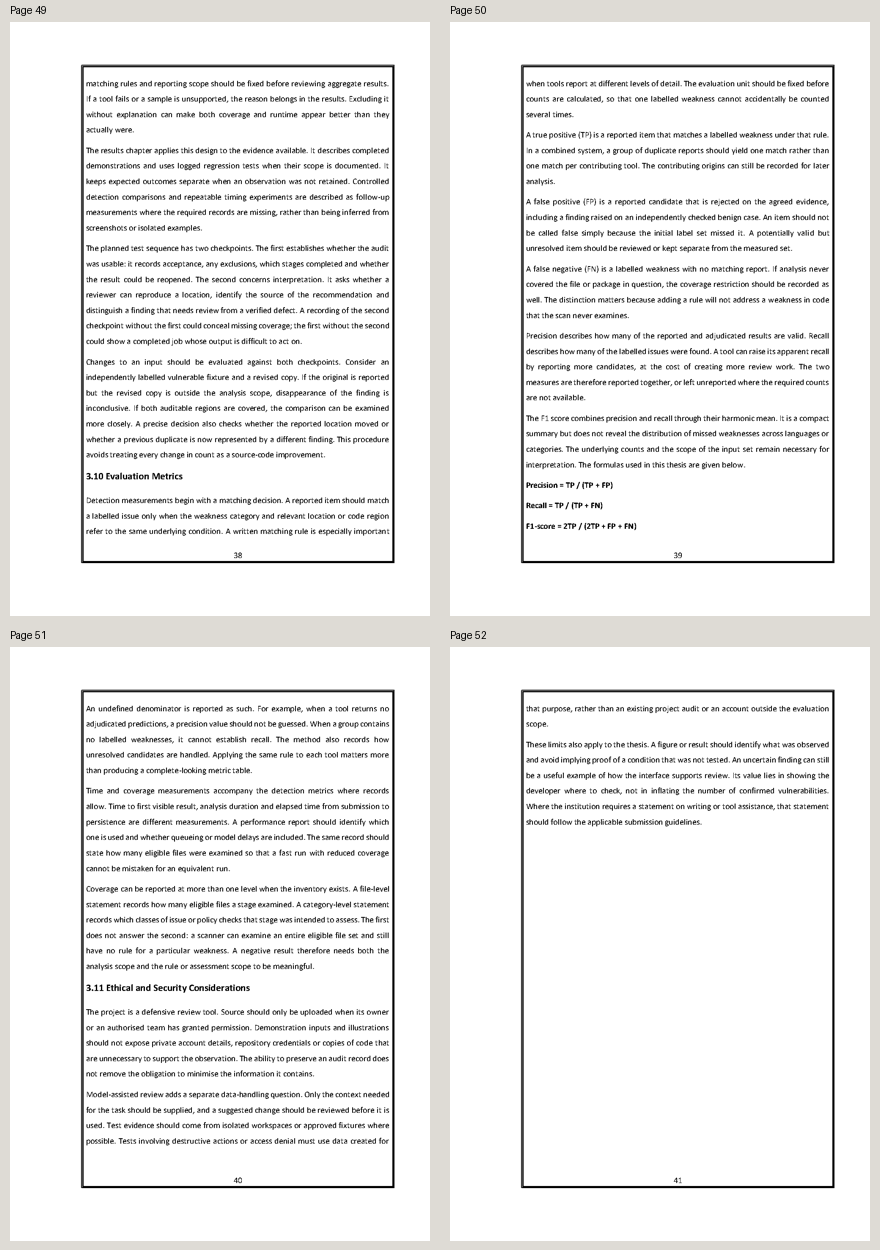 Page 49
matching rules and reporting scope should be fixed before reviewing aggregate results.
If a tool fails or a sample is unsupported, the reason belongs in the results. Excluding it
without explanation can make both coverage and runtime appear better than they
actually were.
The results chapter applies this design to the evidence available. It describes completed
demonstrations and uses logged regression tests when their scope is documented. It
keeps expected outcomes separate when an observation was not retained. Controlled
detection comparisons and repeatable timing experiments are described as follow-up
measurements where the required records are missing, rather than being inferred from
screenshots or isolated examples.
The planned test sequence has two checkpoints. The first establishes whether the audit
was usable: it records acceptance, any exclusions, which stages completed and whether
the result could be reopened. The second concerns interpretation. It asks whether a
reviewer can reproduce a location, identify the source of the recommendation and
distinguish a finding that needs review from a verified defect. A recording of the second
checkpoint without the first could conceal missing coverage; the first without the second
could show a completed job whose output is difficult to act on.
Changes to an input should be evaluated against both checkpoints. Consider an
independently labelled vulnerable fixture and a revised copy. If the original is reported
but the revised copy is outside the analysis scope, disappearance of the finding is
inconclusive. If both auditable regions are covered, the comparison can be examined
more closely. A precise decision also checks whether the reported location moved or
whether a previous duplicate is now represented by a different finding. This procedure
avoids treating every change in count as a source-code improvement.
3.10 Evaluation Metrics
Detection measurements begin with a matching decision. A reported item should match
a labelled issue only when the weakness category and relevant location or code region
refer to the same underlying condition. A written matching rule is especially important
38
Page 50
when tools report at different levels of detail. The evaluation unit should be fixed before
counts are calculated, so that one labelled weakness cannot accidentally be counted
several times.
A true positive (TP) is a reported item that matches a labelled weakness under that rule.
In a combined system, a group of duplicate reports should yield one match rather than
one match per contributing tool. The contributing origins can still be recorded for later
analysis.
A false positive (FP) is a reported candidate that is rejected on the agreed evidence,
including a finding raised on an independently checked benign case. An item should not
be called false simply because the initial label set missed it. A potentially valid but
unresolved item should be reviewed or kept separate from the measured set.
A false negative (FN) is a labelled weakness with no matching report. If analysis never
covered the file or package in question, the coverage restriction should be recorded as
well. The distinction matters because adding a rule will not address a weakness in code
that the scan never examines.
Precision describes how many of the reported and adjudicated results are valid. Recall
describes how many of the labelled issues were found. A tool can raise its apparent recall
by reporting more candidates, at the cost of creating more review work. The two
measures are therefore reported together, or left unreported where the required counts
are not available.
The F1 score combines precision and recall through their harmonic mean. It is a compact
summary but does not reveal the distribution of missed weaknesses across languages or
categories. The underlying counts and the scope of the input set remain necessary for
interpretation. The formulas used in this thesis are given below.
Precision = TP / (TP + FP)
Recall = TP / (TP + FN)
F1-score = 2TP / (2TP + FP + FN)
39
Page 51
An undefined denominator is reported as such. For example, when a tool returns no
adjudicated predictions, a precision value should not be guessed. When a group contains
no labelled weaknesses, it cannot establish recall. The method also records how
unresolved candidates are handled. Applying the same rule to each tool matters more
than producing a complete-looking metric table.
Time and coverage measurements accompany the detection metrics where records
allow. Time to first visible result, analysis duration and elapsed time from submission to
persistence are different measurements. A performance report should identify which
one is used and whether queueing or model delays are included. The same record should
state how many eligible files were examined so that a fast run with reduced coverage
cannot be mistaken for an equivalent run.
Coverage can be reported at more than one level when the inventory exists. A file-level
statement records how many eligible files a stage examined. A category-level statement
records which classes of issue or policy checks that stage was intended to assess. The first
does not answer the second: a scanner can examine an entire eligible file set and still
have no rule for a particular weakness. A negative result therefore needs both the
analysis scope and the rule or assessment scope to be meaningful.
3.11 Ethical and Security Considerations
The project is a defensive review tool. Source should only be uploaded when its owner
or an authorised team has granted permission. Demonstration inputs and illustrations
should not expose private account details, repository credentials or copies of code that
are unnecessary to support the observation. The ability to preserve an audit record does
not remove the obligation to minimise the information it contains.
Model-assisted review adds a separate data-handling question. Only the context needed
for the task should be supplied, and a suggested change should be reviewed before it is
used. Test evidence should come from isolated workspaces or approved fixtures where
possible. Tests involving destructive actions or access denial must use data created for
40
Page 52
that purpose, rather than an existing project audit or an account outside the evaluation
scope.
These limits also apply to the thesis. A figure or result should identify what was observed
and avoid implying proof of a condition that was not tested. An uncertain finding can still
be a useful example of how the interface supports review. Its value lies in showing the
developer where to check, not in inflating the number of confirmed vulnerabilities.
Where the institution requires a statement on writing or tool assistance, that statement
should follow the applicable submission guidelines.
41